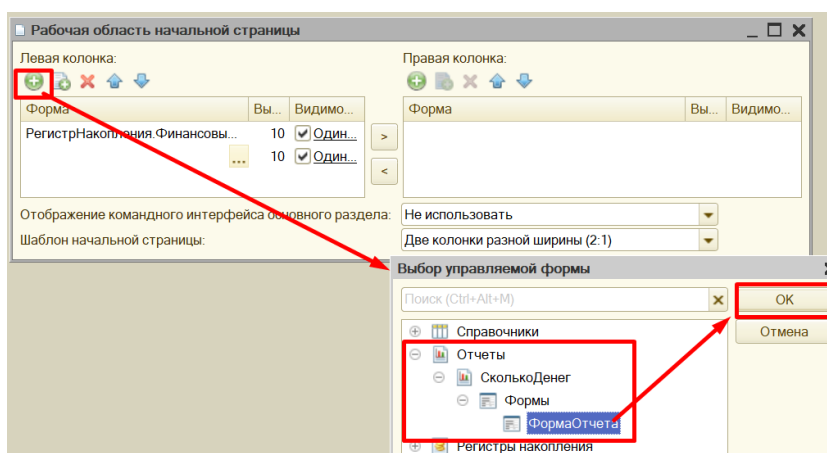 Рабочая область начальной страницы
Левая колонка:
Правая колонка:
Форма Вы... Видимо...
Форма Вы... Видимо...
РегистрНакопления.Финансовы... 10 Один...
... 10 Один...
>
<
Отображение командного интерфейса основного раздела: Не использовать
Шаблон начальной страницы: Две колонки разной ширины (2:1)
Выбор управляемой формы
Поиск (Ctrl+Alt+M)
ОК
Справочники
Отмена
Отчеты
СколькоДенег
Формы
ФормаОтчета
Регистры накопления